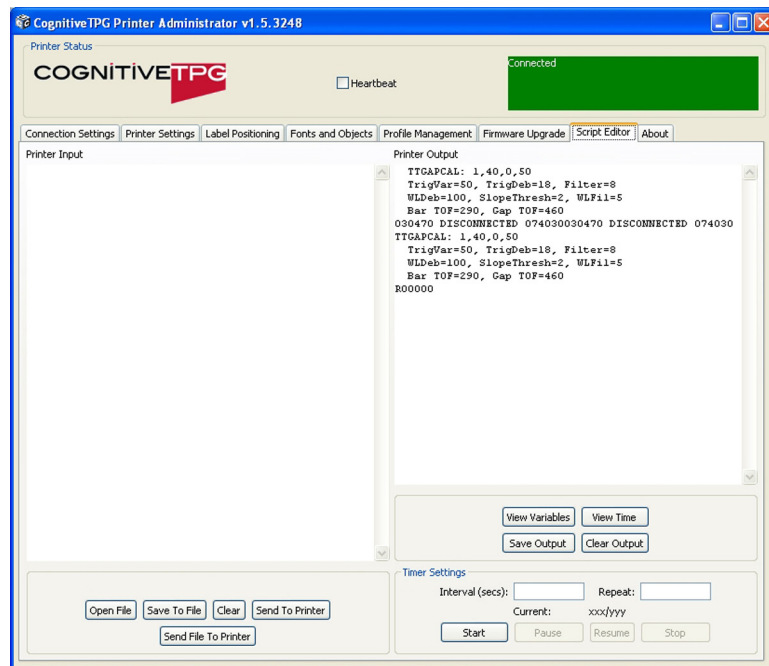 CognitiveTPG Printer Administrator v1.5.3248
Printer Status
COGNiTiVETPG
Heartbeat
Connected
Connection Settings Printer Settings Label Positioning Fonts and Objects Profile Management Firmware Upgrade Script Editor About
Printer Input
Printer Output
TTGAPCAL: 1,40,0,50
TrigVar=50, TrigDeb=18, Filter=8
WLDeb=100, SlopeThresh=2, WLFil=5
Bar TOF=290, Gap TOF=460
030470 DISCONNECTED 074030030470 DISCONNECTED 074030
TTGAPCAL: 1,40,0,50
TrigVar=50, TrigDeb=18, Filter=8
WLDeb=100, SlopeThresh=2, WLFil=5
Bar TOF=290, Gap TOF=460
R00000
View Variables View Time
Save Output Clear Output
Open File Save To File Clear Send To Printer
Send File To Printer
Timer Settings
Interval (secs): Repeat:
Current: xxx/yyy
Start Pause Resume Stop